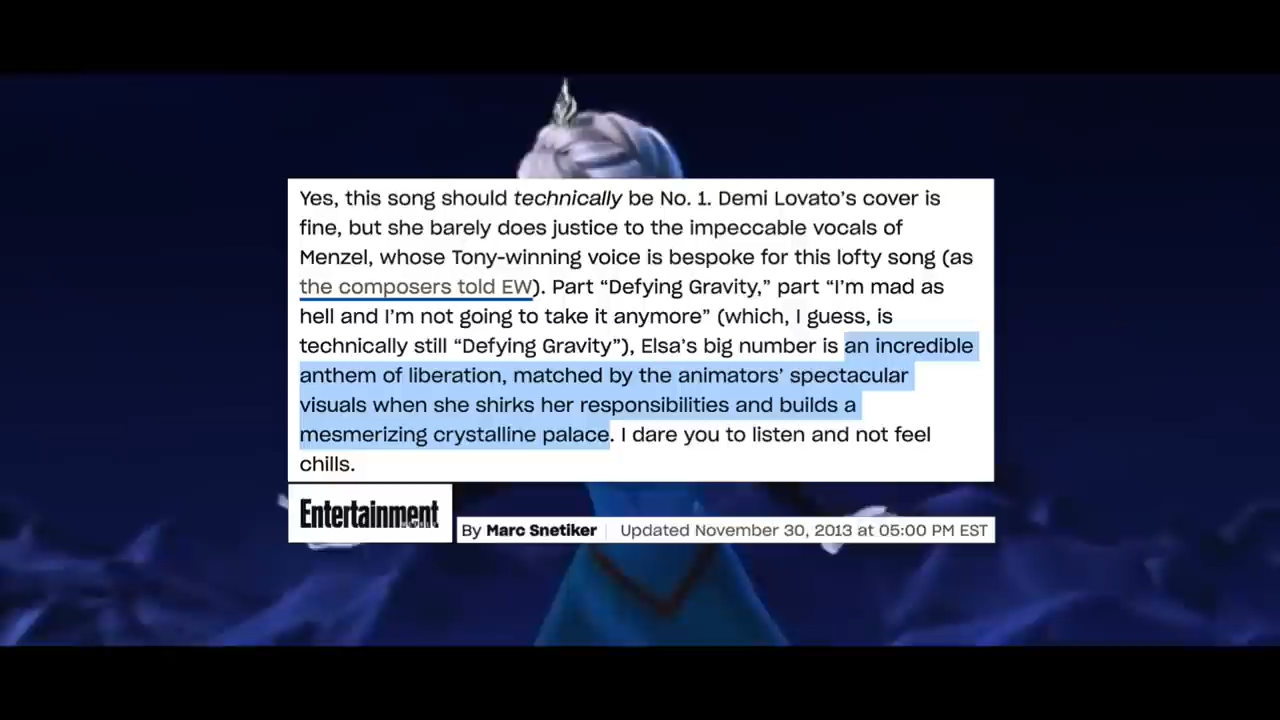 Yes, this song should technically be No. 1. Demi Lovato’s cover is
fine, but she barely does justice to the impeccable vocals of
Menzel, whose Tony-winning voice is bespoke for this lofty song (as
the composers told EW). Part “Defying Gravity,” part “I’m mad as
hell and I’m not going to take it anymore” (which, I guess, is
technically still “Defying Gravity”), Elsa’s big number is an incredible
anthem of liberation, matched by the animators’ spectacular
visuals when she shirks her responsibilities and builds a
mesmerizing crystalline palace. I dare you to listen and not feel
chills.
Entertainment
By Marc Snetiker | Updated November 30, 2013 at 05:00 PM EST